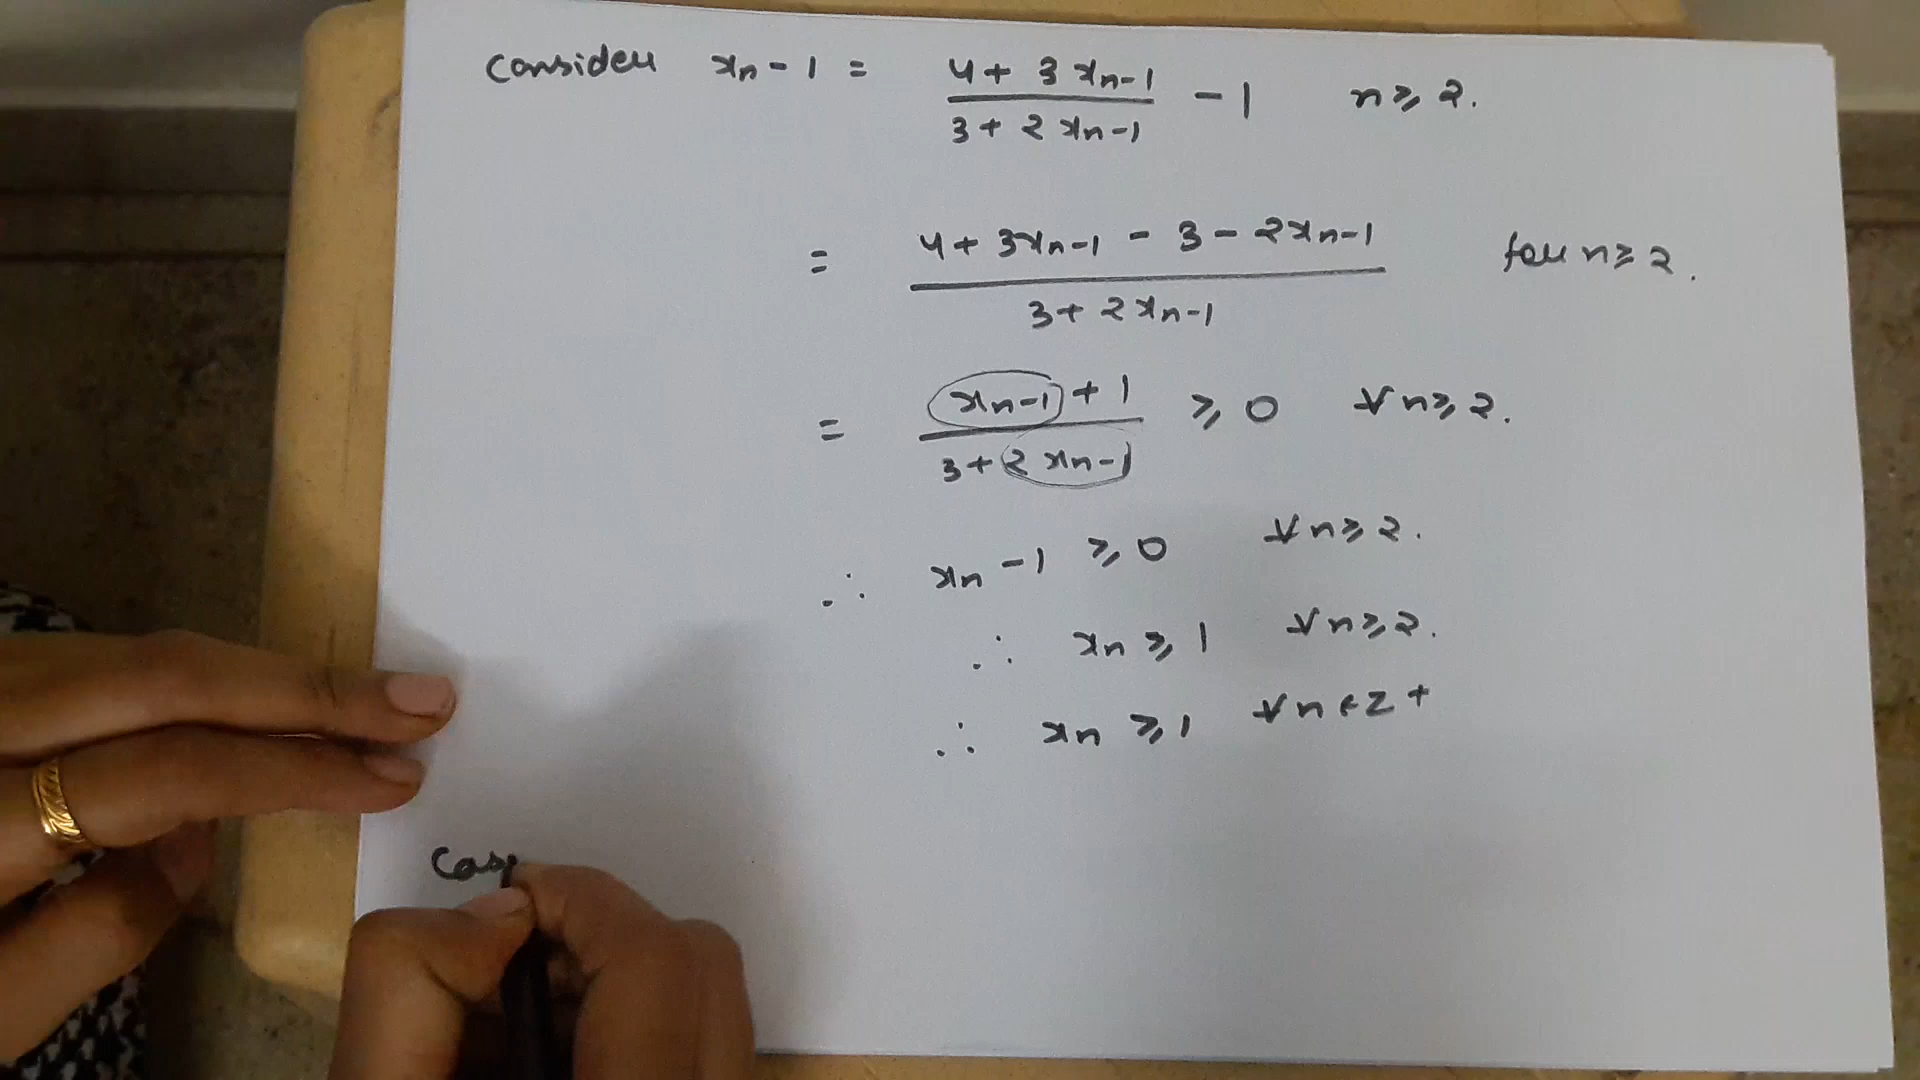 Consider xn - 1 = 4 + 3xn-1 / 3 + 2xn-1 - 1 n ≥ 2.
= 4 + 3xn-1 - 3 - 2xn-1 / 3 + 2xn-1 for n ≥ 2.
= xn-1 + 1 / 3 + 2xn-1 ≥ 0 ∀ n ≥ 2.
∴ xn - 1 ≥ 0 ∀ n ≥ 2.
∴ xn ≥ 1 ∀ n ≥ 2.
∴ xn ≥ 1 ∀ n ∈ Z+
Cas